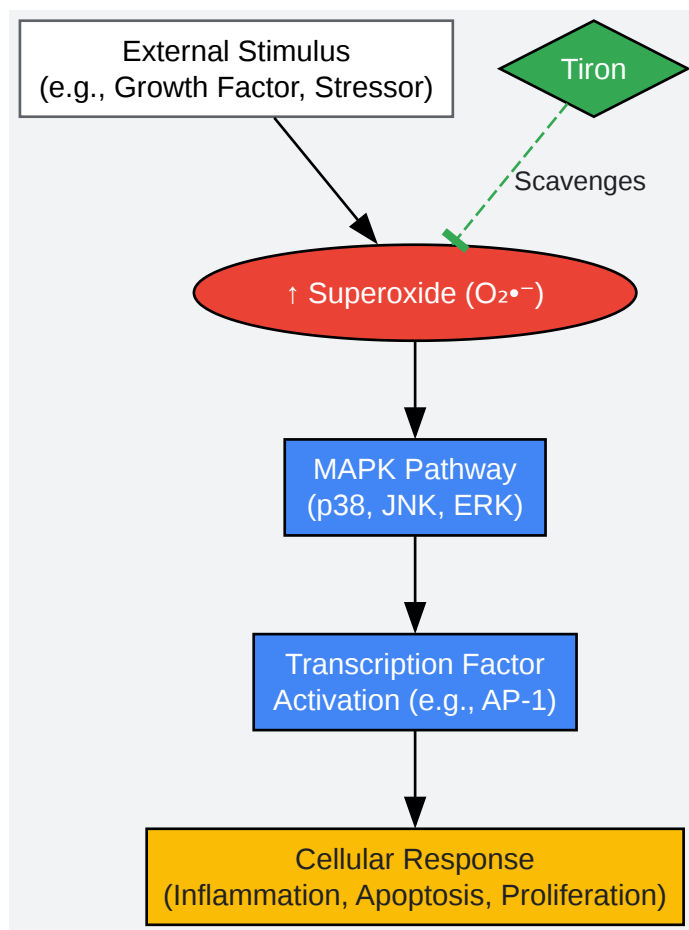 External Stimulus
(e.g., Growth Factor, Stressor)
Tiron
Scavenges
↑ Superoxide (O₂•⁻)
MAPK Pathway
(p38, JNK, ERK)
Transcription Factor
Activation (e.g., AP-1)
Cellular Response
(Inflammation, Apoptosis, Proliferation)